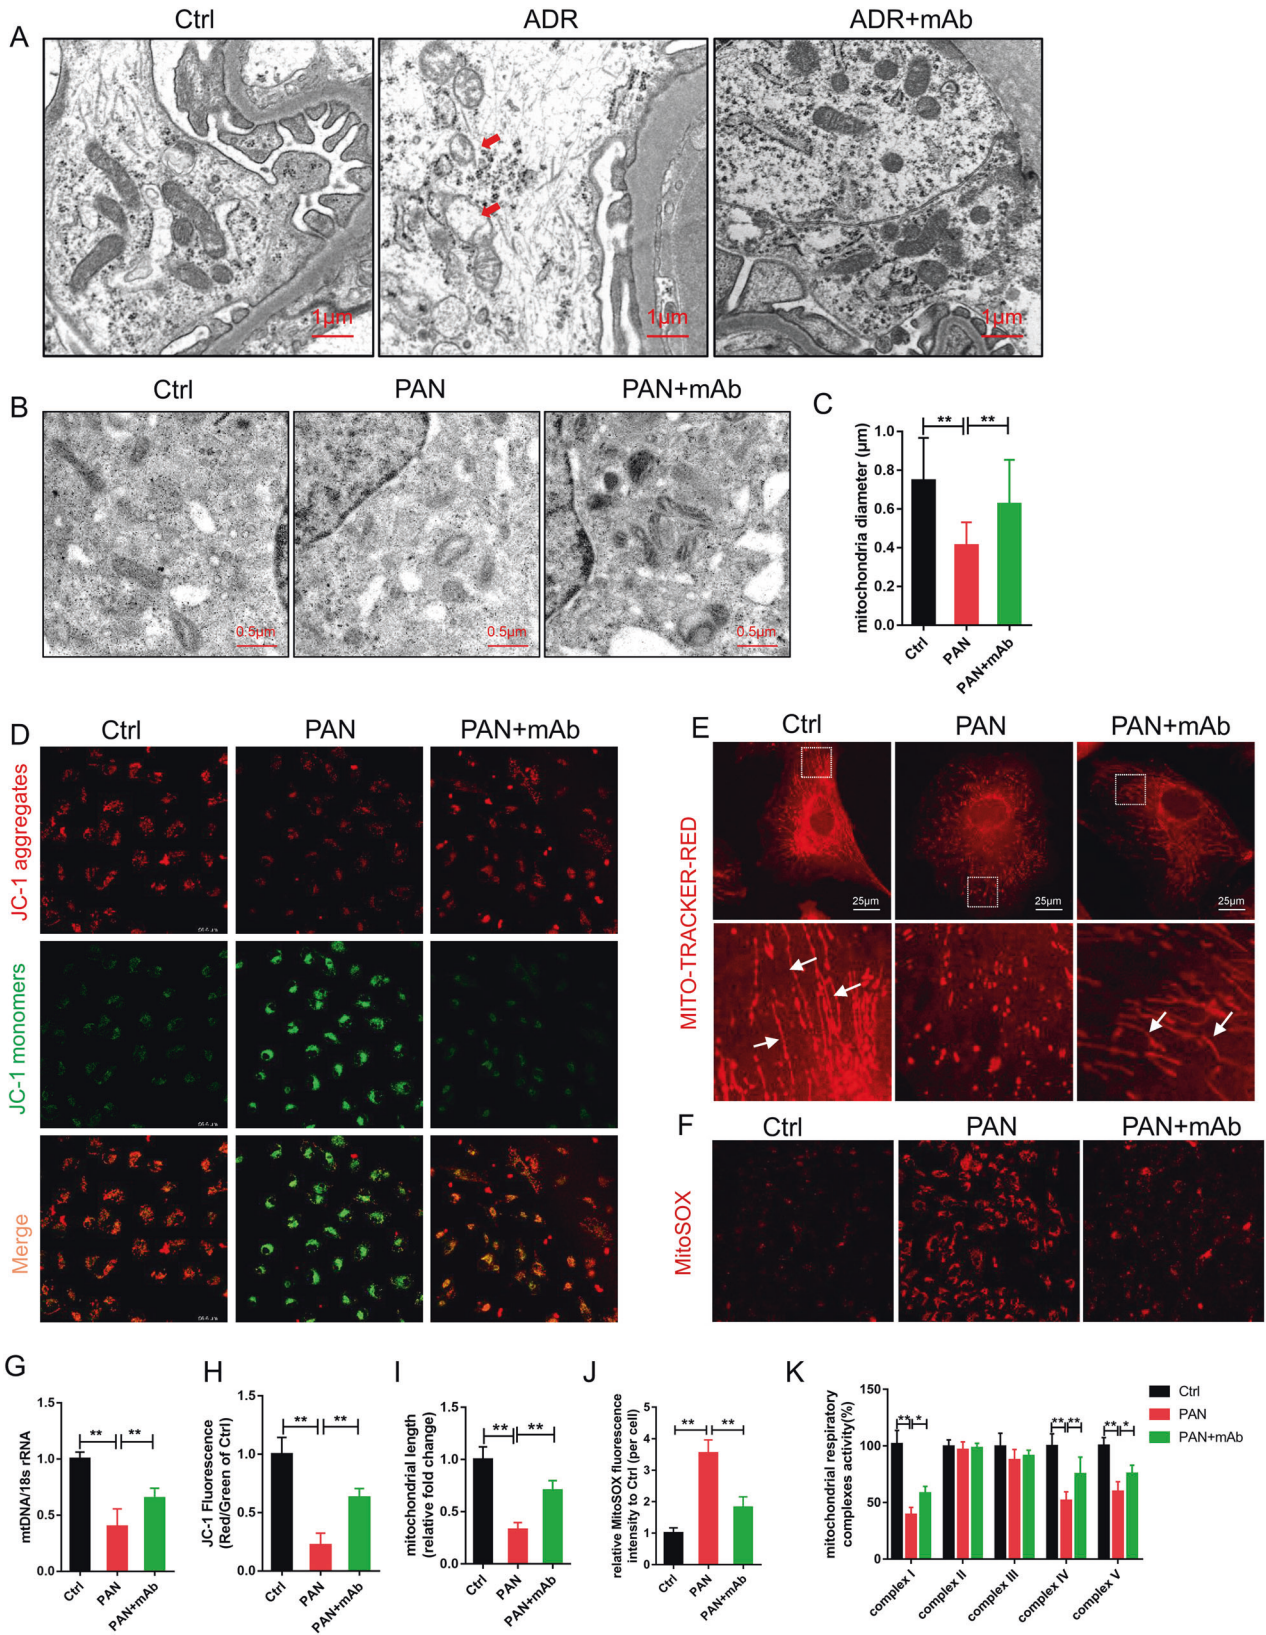 A
Ctrl
ADR
ADR+mAb
1μm
1μm
1μm
B
Ctrl
PAN
PAN+mAb
0.5μm
0.5μm
0.5μm
C
mitochondria diameter (μm)
1.0
0.8
0.6
0.4
0.2
0.0
**
**
Ctrl
PAN
PAN+mAb
D
Ctrl
PAN
PAN+mAb
JC-1 aggregates
JC-1 monomers
Merge
E
Ctrl
PAN
PAN+mAb
MITO-TRACKER-RED
25μm
25μm
25μm
F
Ctrl
PAN
PAN+mAb
MitoSOX
G
mtDNA/18s rRNA
1.5
1.0
0.5
0.0
**
**
Ctrl
PAN
PAN+mAb
H
JC-1 Fluorescence
(Red/Green of Ctrl)
1.5
1.0
0.5
0.0
**
**
Ctrl
PAN
PAN+mAb
I
mitochondrial length
(relative fold change)
1.5
1.0
0.5
0.0
**
**
Ctrl
PAN
PAN+mAb
J
relative MitoSOX fluorescence
intensity to Ctrl (per cell)
5
4
3
2
1
0
**
**
Ctrl
PAN
PAN+mAb
K
mitochondrial respiratory
complexes activity(%)
150
100
50
0
** *
** **
** *
complex I
complex II
complex III
complex IV
complex V
Ctrl
PAN
PAN+mAb